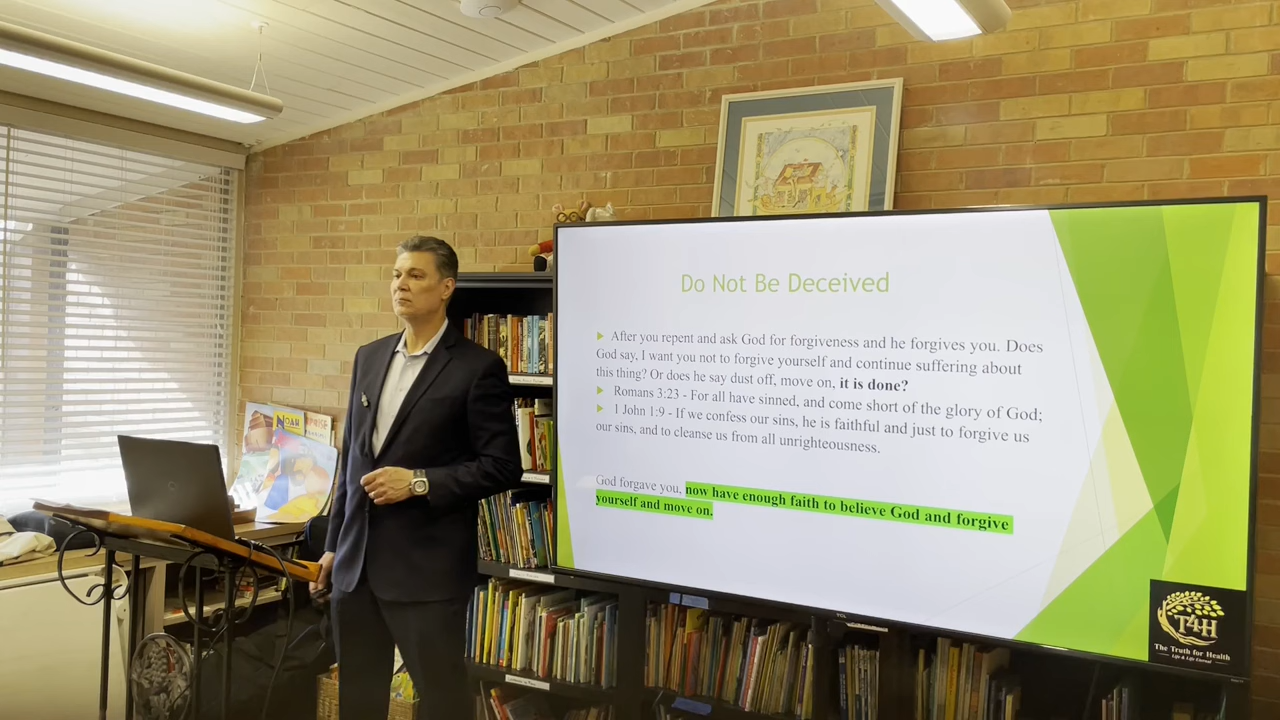 Do Not Be Deceived
After you repent and ask God for forgiveness and he forgives you. Does
God say, I want you not to forgive yourself and continue suffering about
this thing? Or does he say dust off, move on, it is done?
Romans 3:23 - For all have sinned, and come short of the glory of God;
1 John 1:9 - If we confess our sins, he is faithful and just to forgive us
our sins, and to cleanse us from all unrighteousness.
God forgave you, now have enough faith to believe God and forgive
yourself and move on.
T4H
The Truth for Health
Life & Life Eternal
TCL
NOAH